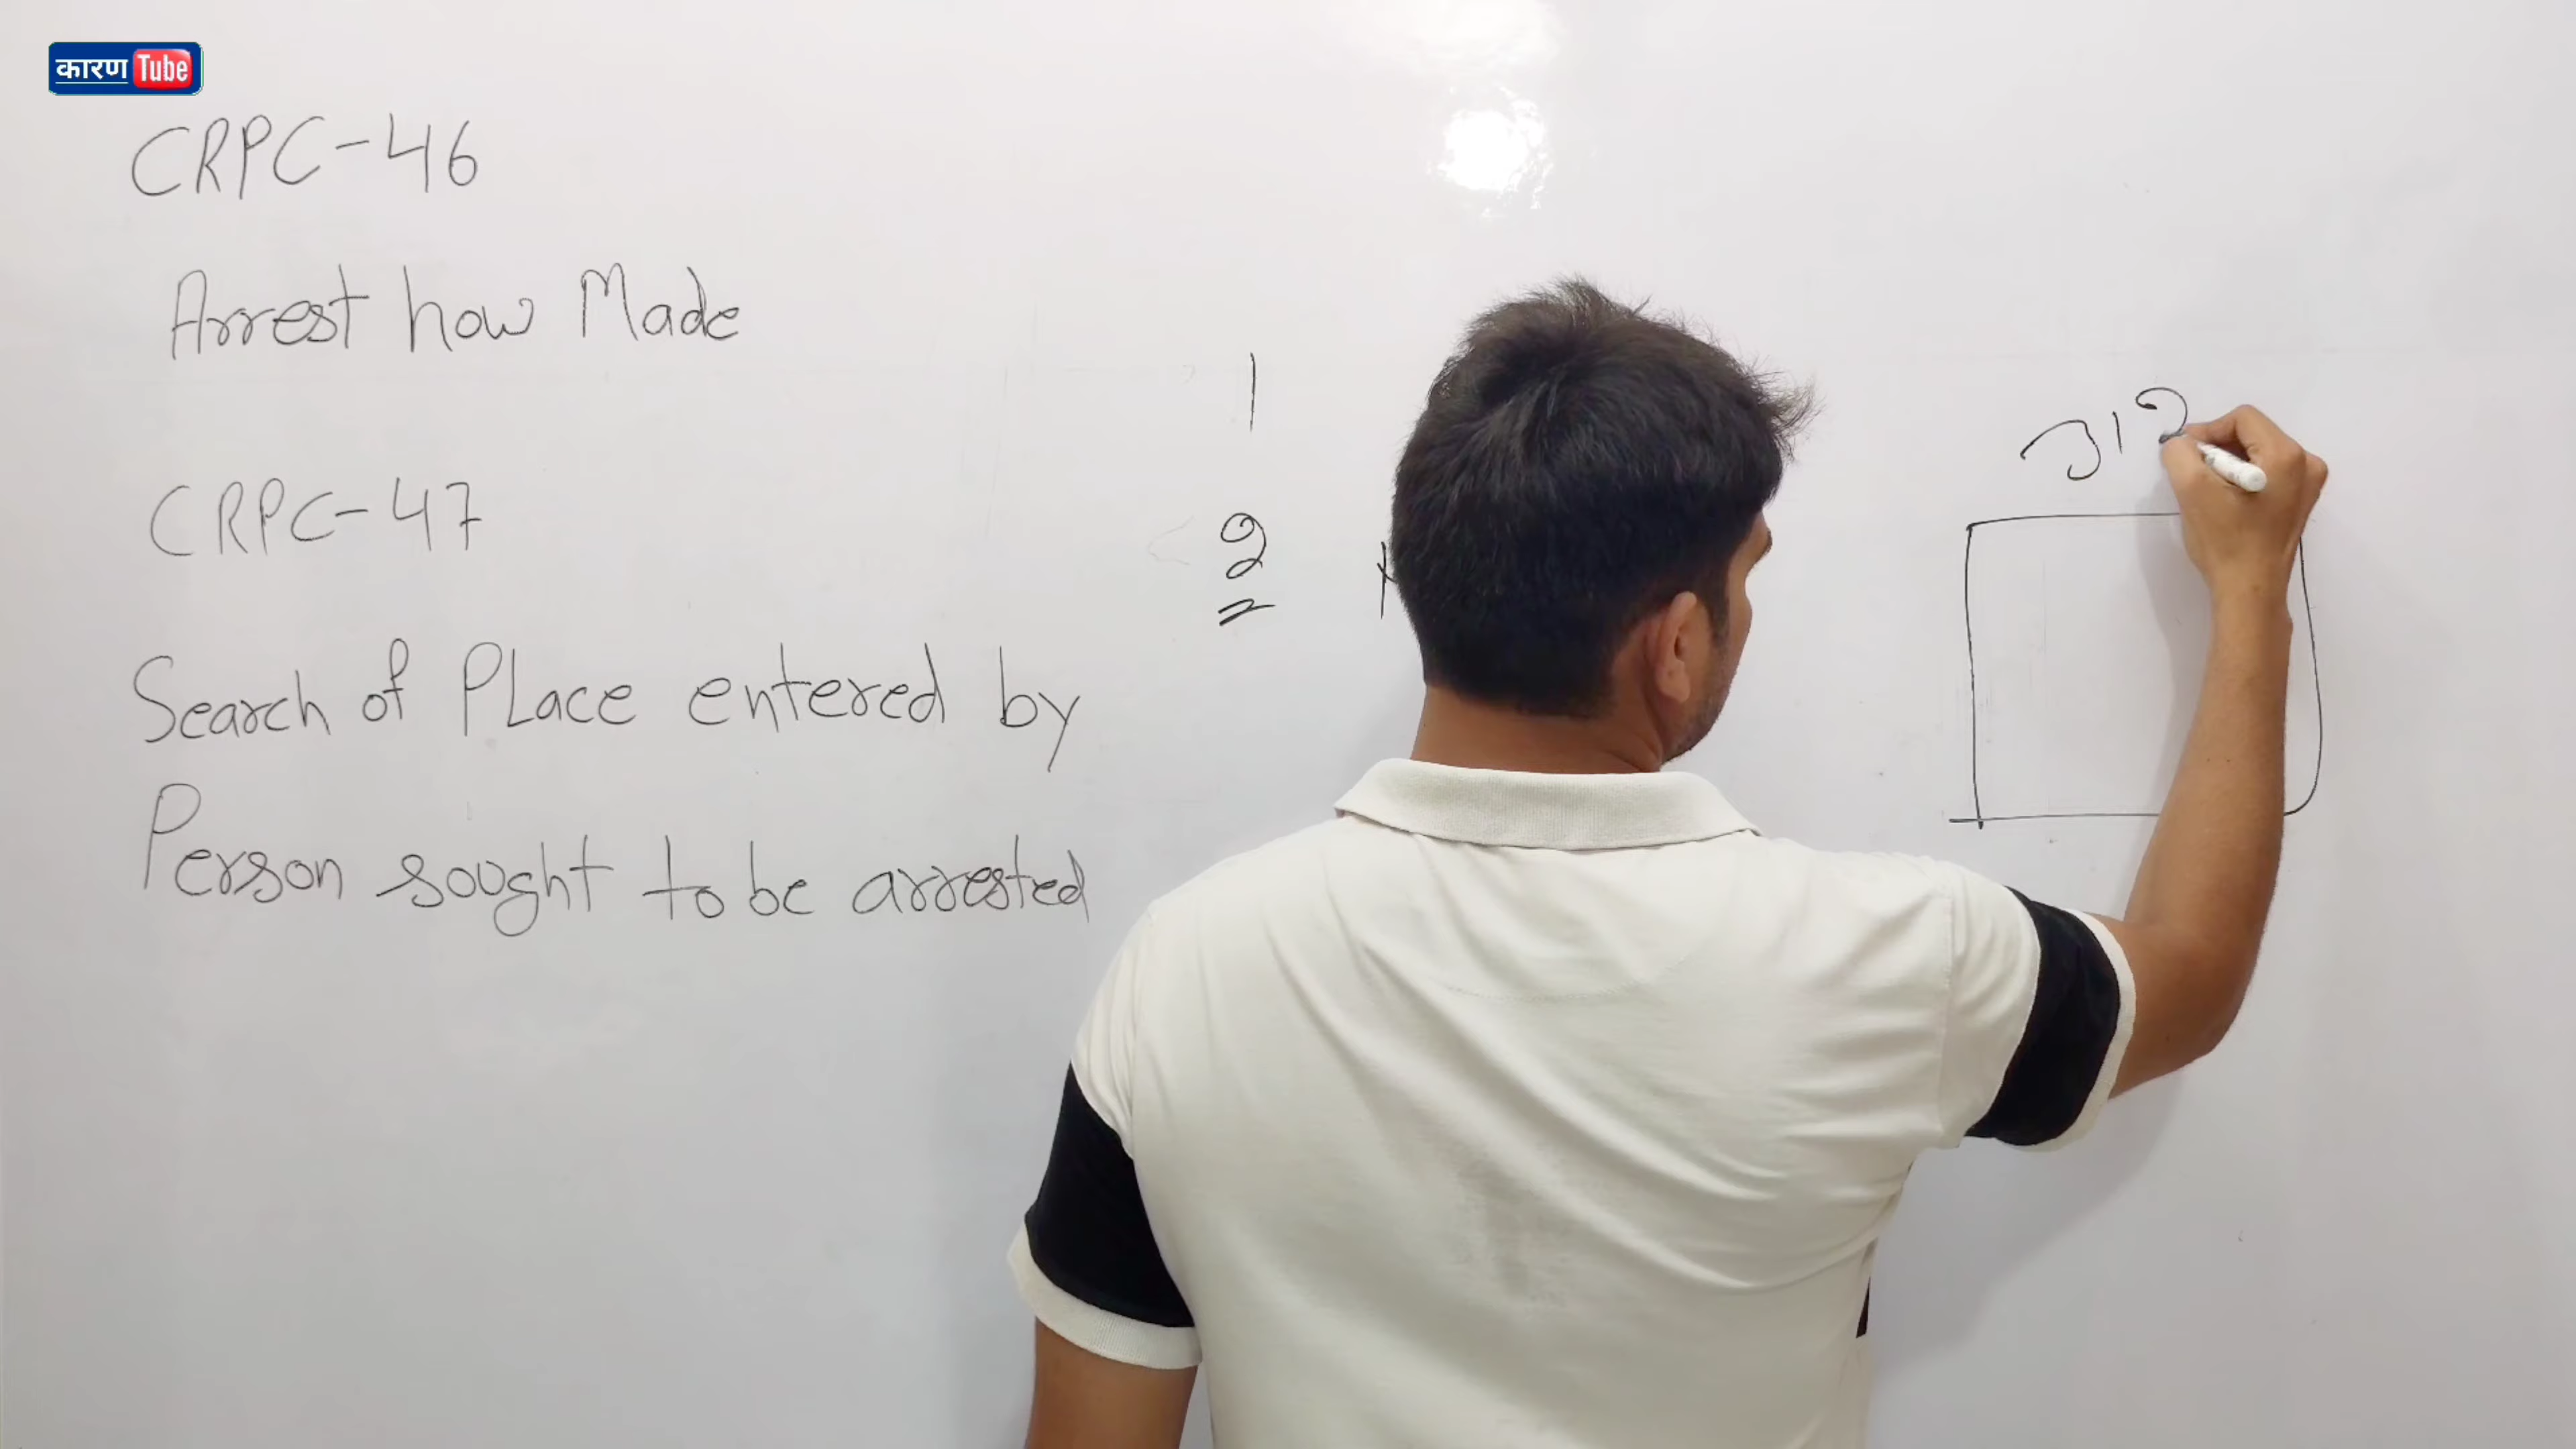 कारण Tube
CRPC-46
Arrest how Made
1
CRPC-47
2
Search of PLace entered by
Person sought to be arrested